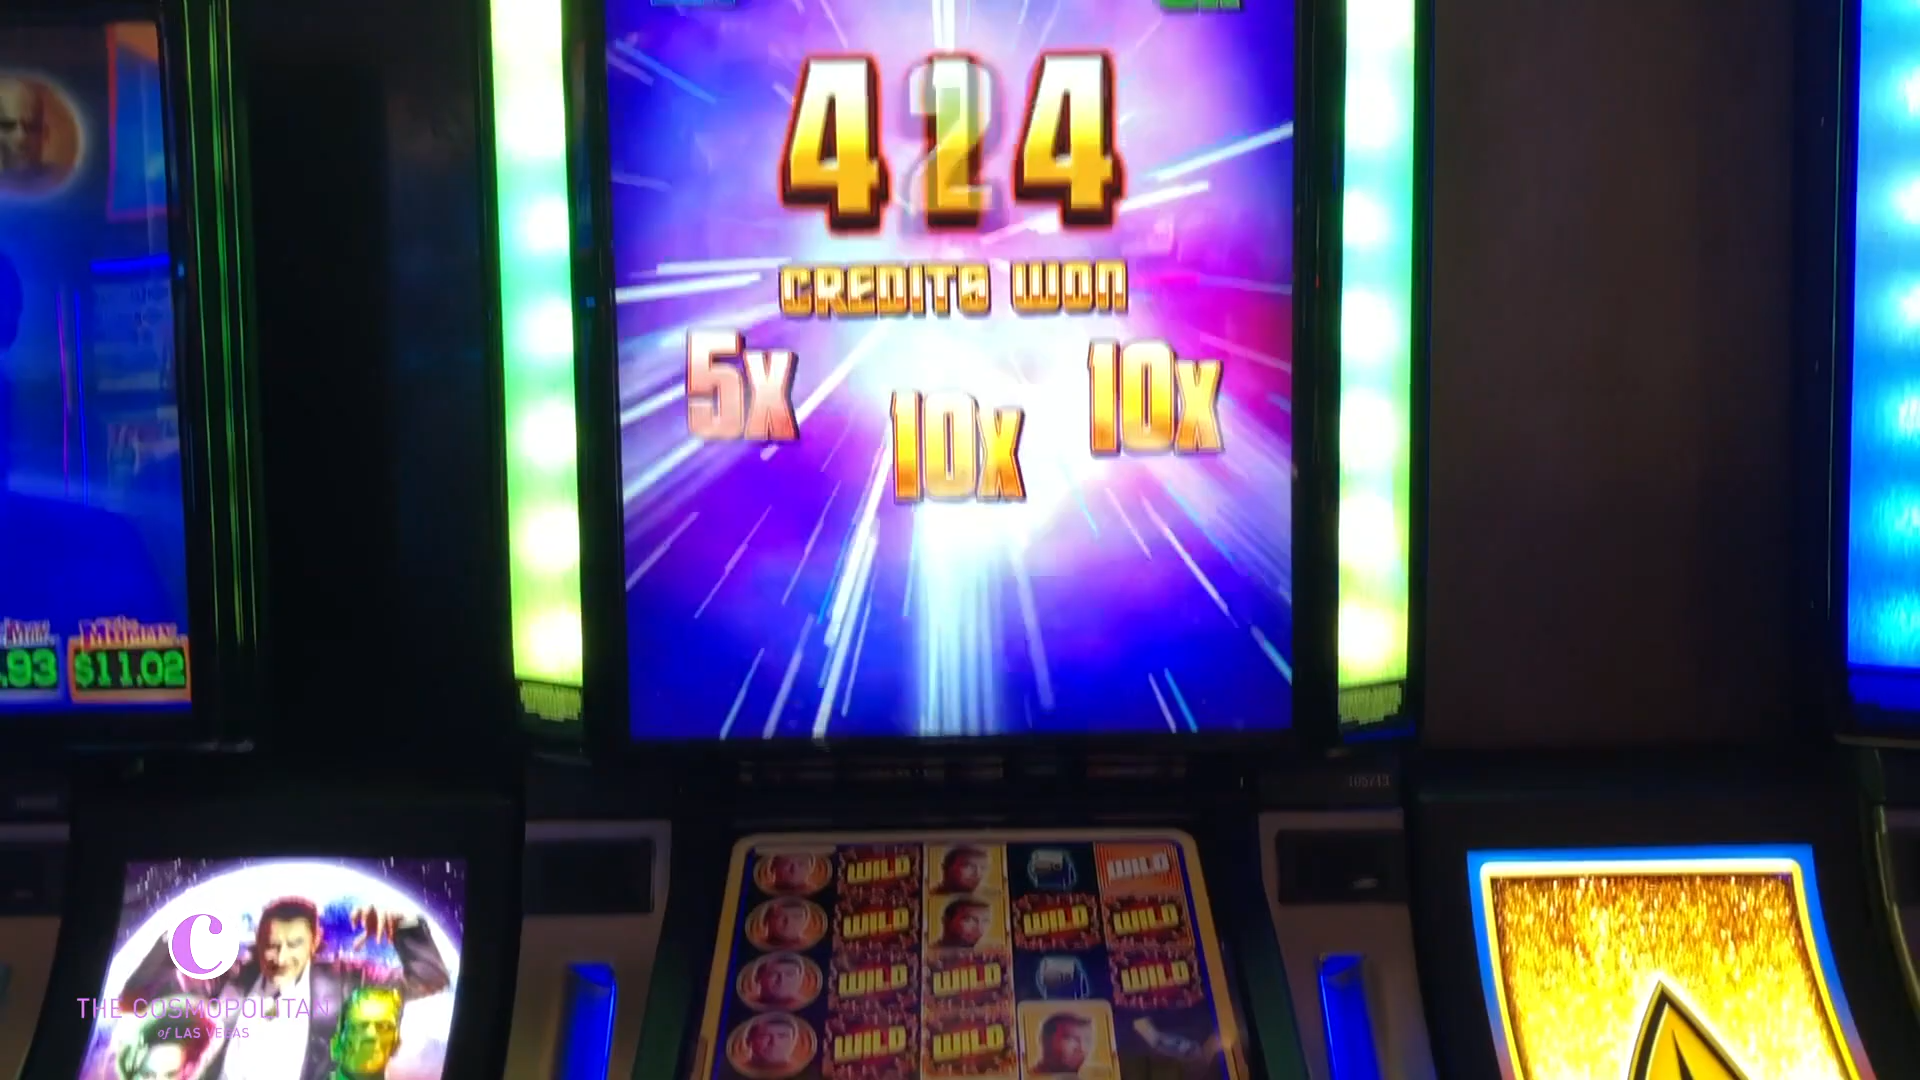 424
CREDITS WON
5x
10x
10x
.93
$11.02
WILD
WILD
WILD
WILD
WILD
WILD
WILD
WILD
WILD
WILD
C
THE COSMOPOLITAN
of LAS VEGAS